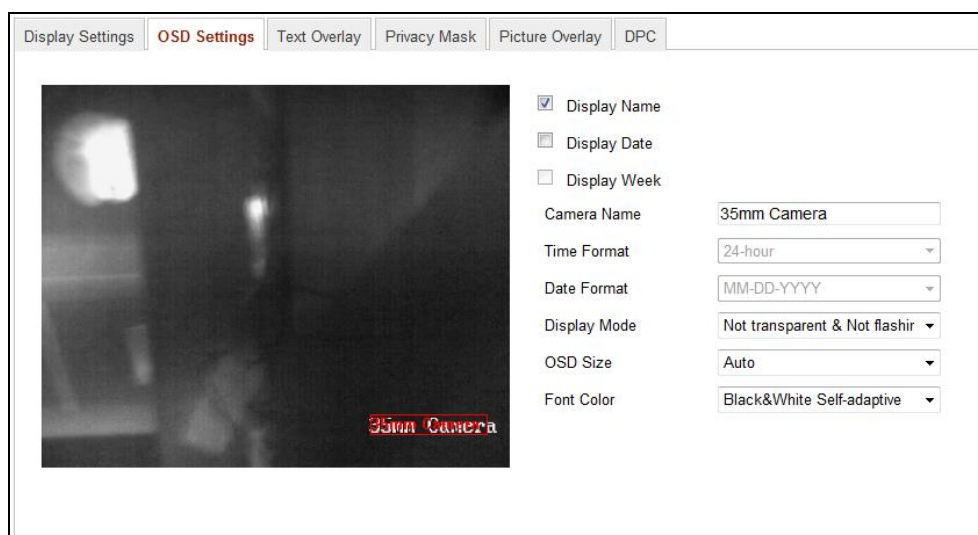 Display Settings OSD Settings Text Overlay Privacy Mask Picture Overlay DPC
Display Name
Display Date
Display Week
Camera Name 35mm Camera
Time Format 24-hour
Date Format MM-DD-YYYY
Display Mode Not transparent & Not flashir
OSD Size Auto
Font Color Black&White Self-adaptive
35mm Camera